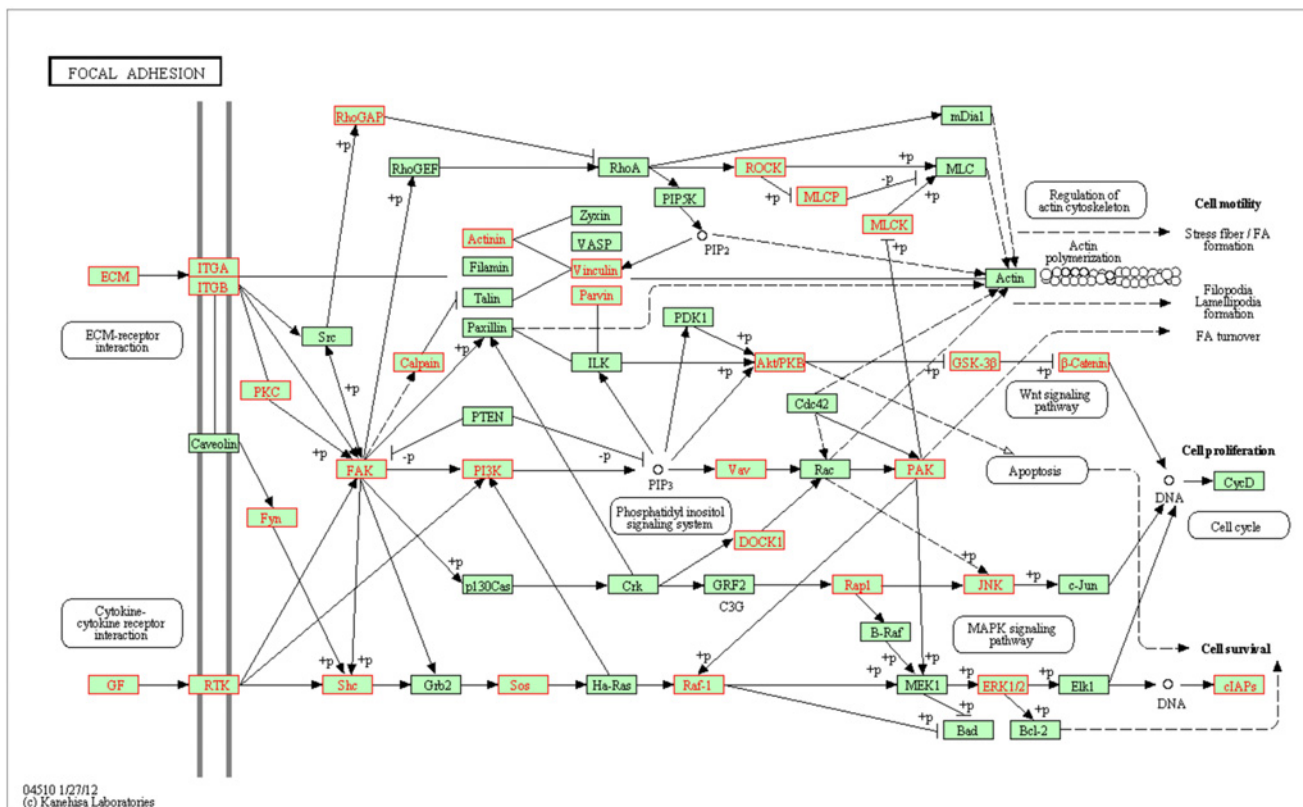 FOCAL ADHESION
RhoGAP
mDia1
+p
RhoGEF
RhoA
ROCK
+p
MLC
+p
-p
MLCP
+p
PIP5K
MLCK
Regulation of
actin cytoskeleton
Cell motility
Zyxin
Actinin
VASP
PIP2
+p
Stress fiber / FA
formation
Actin
polymerization
ECM
ITGA
ITGB
Filamin
Vinculin
Actin
Talin
Parvin
Filopodia
Lamellipodia
formation
ECM-receptor
interaction
Src
Paxillin
PDK1
FA turnover
+p
+p
Calpain
ILK
Akt/PKB
GSK-3β
β-Catenin
+p
+p
+p
PKC
+p
Wnt signaling
pathway
PTEN
Cdc42
Caveolin
+p
-p
-p
Cell proliferation
FAK
PI3K
PIP3
Vav
Rac
PAK
Apoptosis
DNA
CycD
Fyn
Phosphatidyl inositol
signaling system
Cell cycle
DOCK1
+p
+p
p130Cas
Crk
GRF2
C3G
Rap1
JNK
+p
c-Jun
Cytokine-
cytokine receptor
interaction
B-Raf
MAPK signaling
pathway
+p
+p
+p
+p
+p
Cell survival
GF
RTK
Shc
Grb2
Sos
Ha-Ras
Raf-1
MEK1
+p
ERK1/2
+p
Elk1
DNA
cIAPs
+p
+p
+p
Bad
Bcl-2
04510 1/27/12
(c) Kanehisa Laboratories